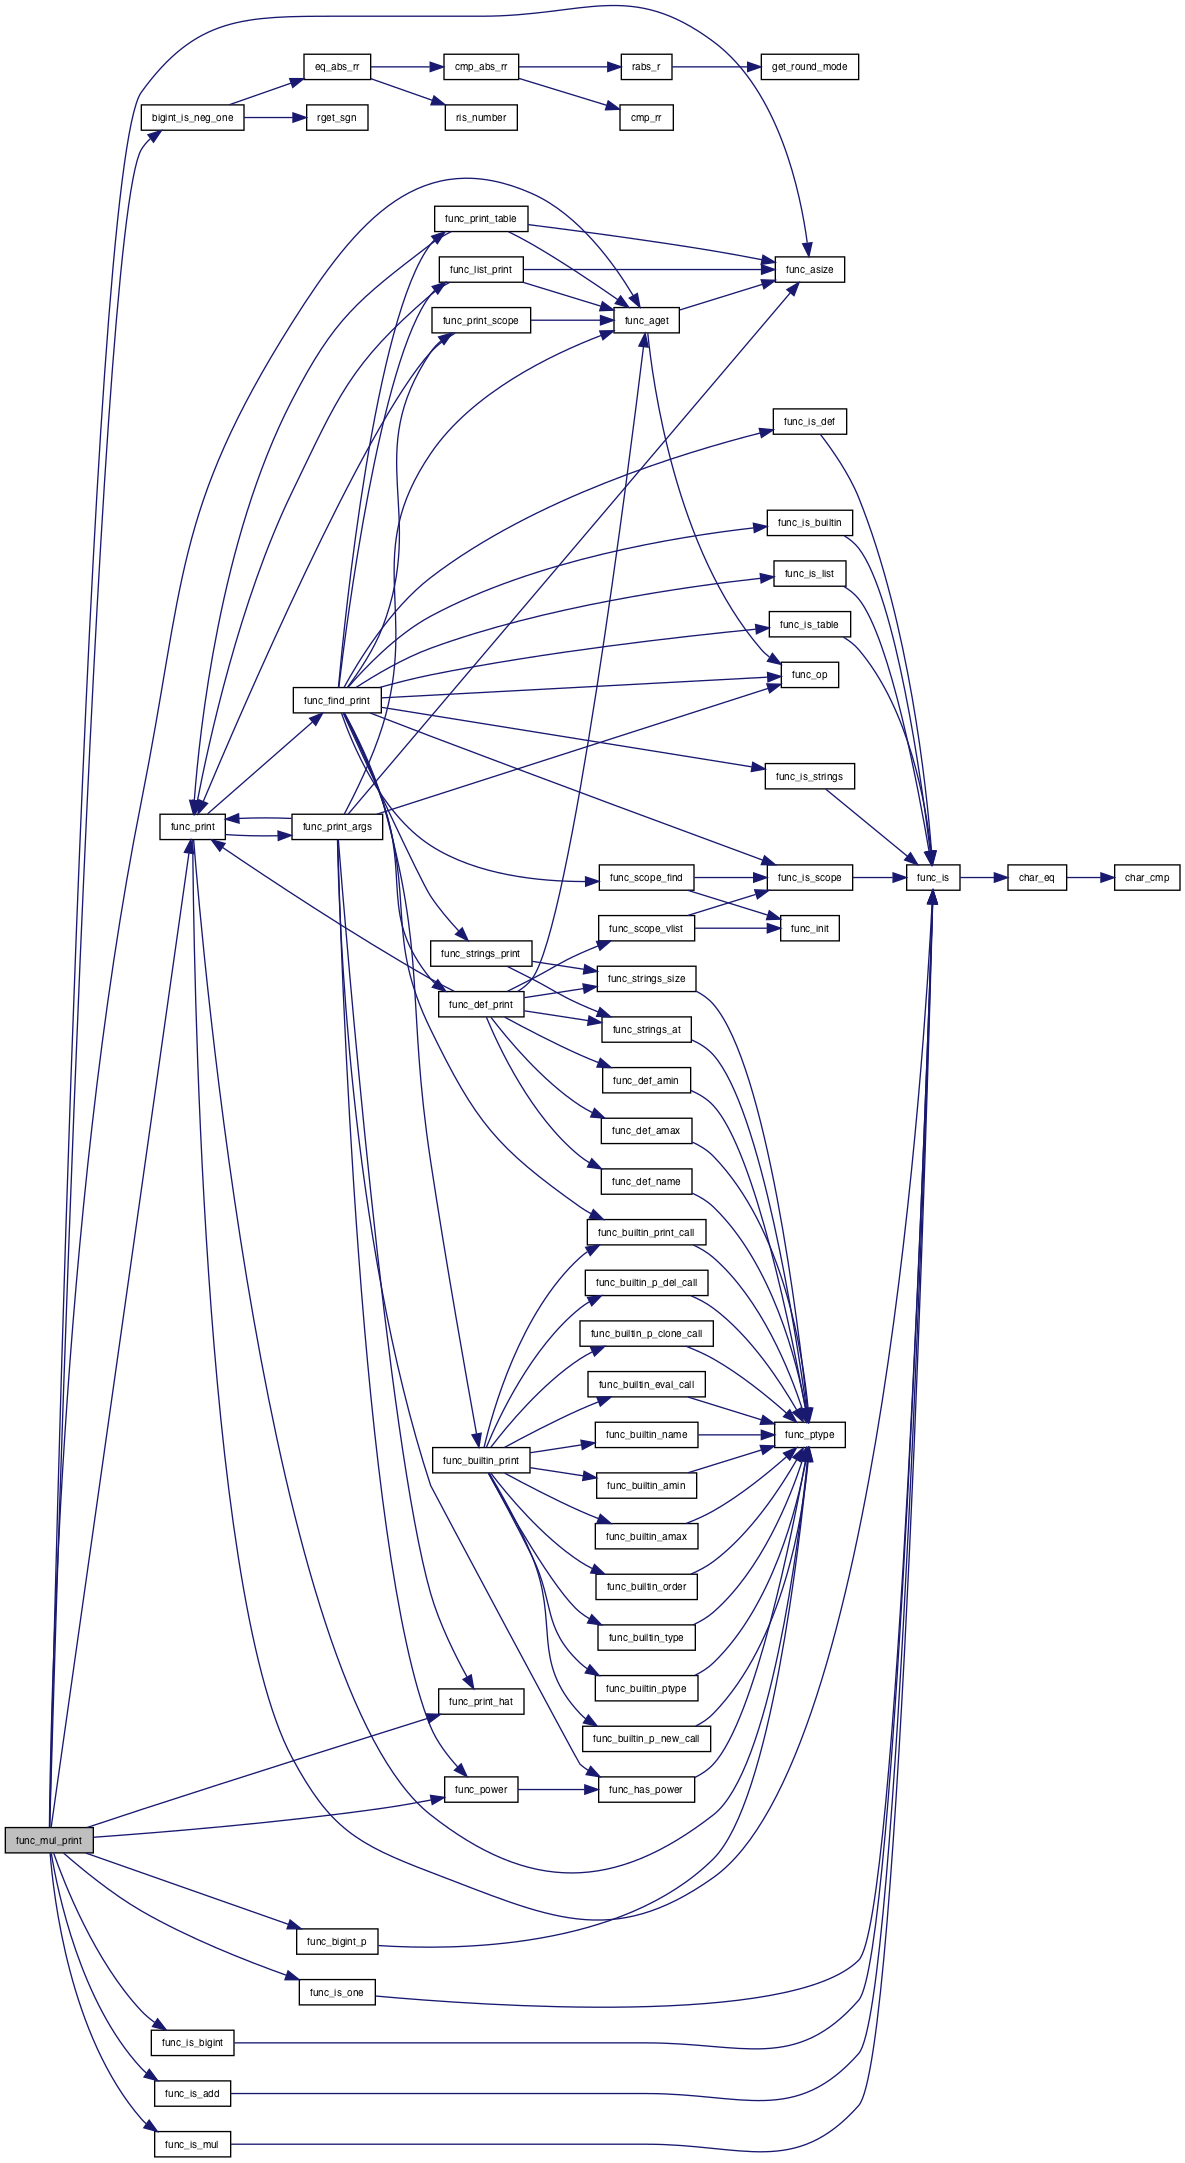 eq_abs_rr
cmp_abs_rr
rabs_r
get_round_mode
bigint_is_neg_one
rget_sgn
ris_number
cmp_rr
func_print_table
func_list_print
func_asize
func_print_scope
func_aget
func_is_def
func_is_builtin
func_is_list
func_is_table
func_op
func_find_print
func_is_strings
func_print
func_print_args
func_scope_find
func_is_scope
func_is
char_eq
char_cmp
func_scope_vlist
func_init
func_strings_print
func_strings_size
func_def_print
func_strings_at
func_def_amin
func_def_amax
func_def_name
func_builtin_print_call
func_builtin_p_del_call
func_builtin_p_clone_call
func_builtin_eval_call
func_builtin_name
func_ptype
func_builtin_print
func_builtin_amin
func_builtin_amax
func_builtin_order
func_builtin_type
func_builtin_ptype
func_print_hat
func_builtin_p_new_call
func_power
func_has_power
func_mul_print
func_bigint_p
func_is_one
func_is_bigint
func_is_add
func_is_mul